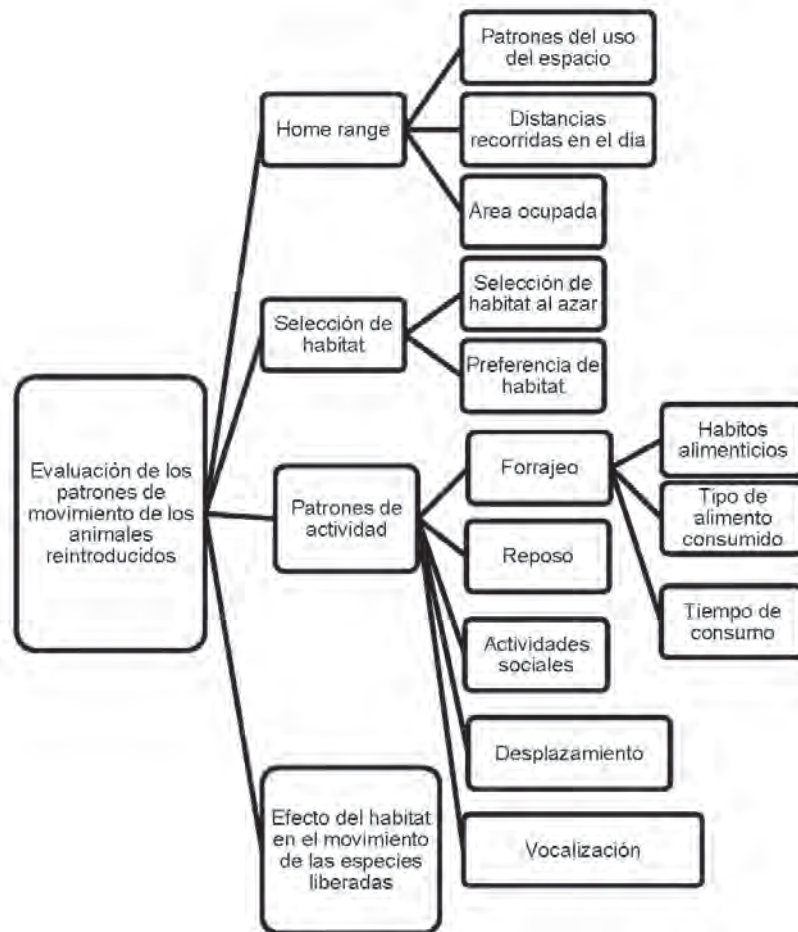 Evaluación de los
patrones de
movimiento de los
animales
reintroducidos
Home range
Patrones del uso
del espacio
Distancias
recorridas en el dia
Area ocupada
Selección de
habitat
Selección de
habitat al azar
Preferencia de
habitat
Patrones de
actividad
Forrajeo
Habitos
alimenticios
Tipo de
alimento
consumido
Tiempo de
consumo
Reposo
Actividades
sociales
Desplazamiento
Vocalización
Efecto del habitat
en el movimiento
de las especies
liberadas